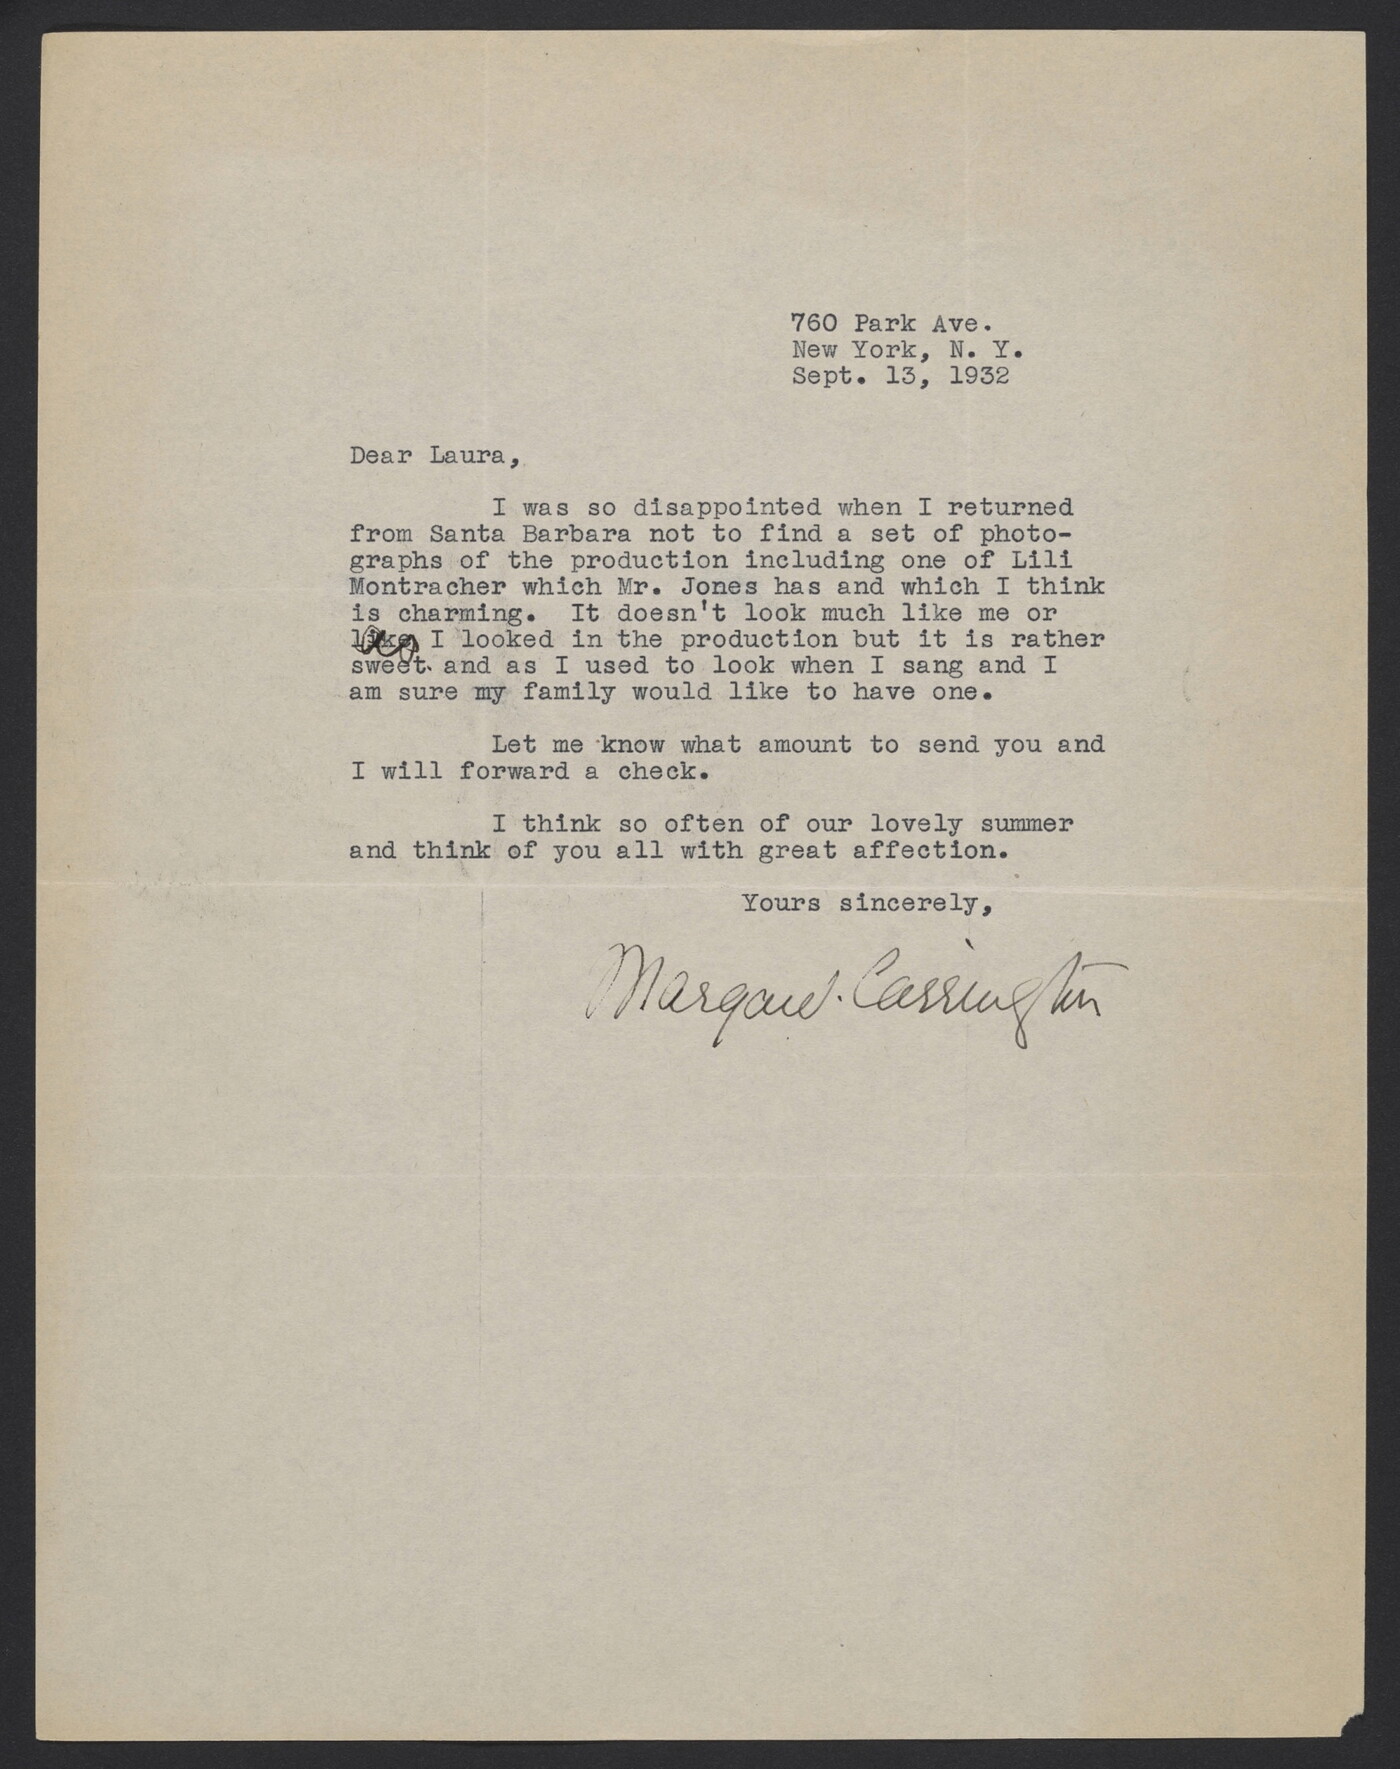 760 Park Ave.
New York, N. Y.
Sept. 13, 1932
Dear Laura,
I was so disappointed when I returned
from Santa Barbara not to find a set of photo-
graphs of the production including one of Lili
Montracher which Mr. Jones has and which I think
is charming. It doesn't look much like me or
as I looked in the production but it is rather
sweet and as I used to look when I sang and I
am sure my family would like to have one.
Let me know what amount to send you and
I will forward a check.
I think so often of our lovely summer
and think of you all with great affection.
Yours sincerely,
Margaret Carrington